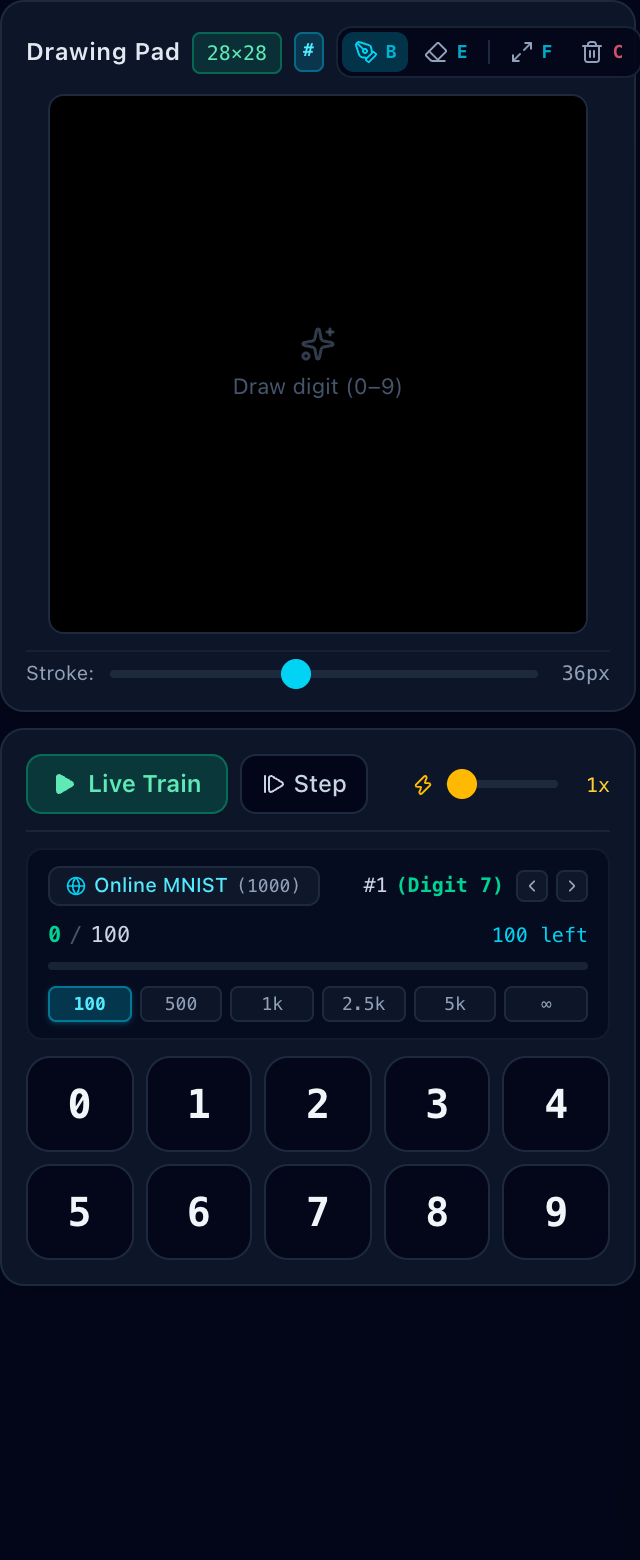 Drawing Pad 28×28 # B E F C
Draw digit (0–9)
Stroke: 36px
Live Train Step 1x
Online MNIST (1000) #1 (Digit 7)
0 / 100 100 left
100 500 1k 2.5k 5k ∞
0 1 2 3 4
5 6 7 8 9